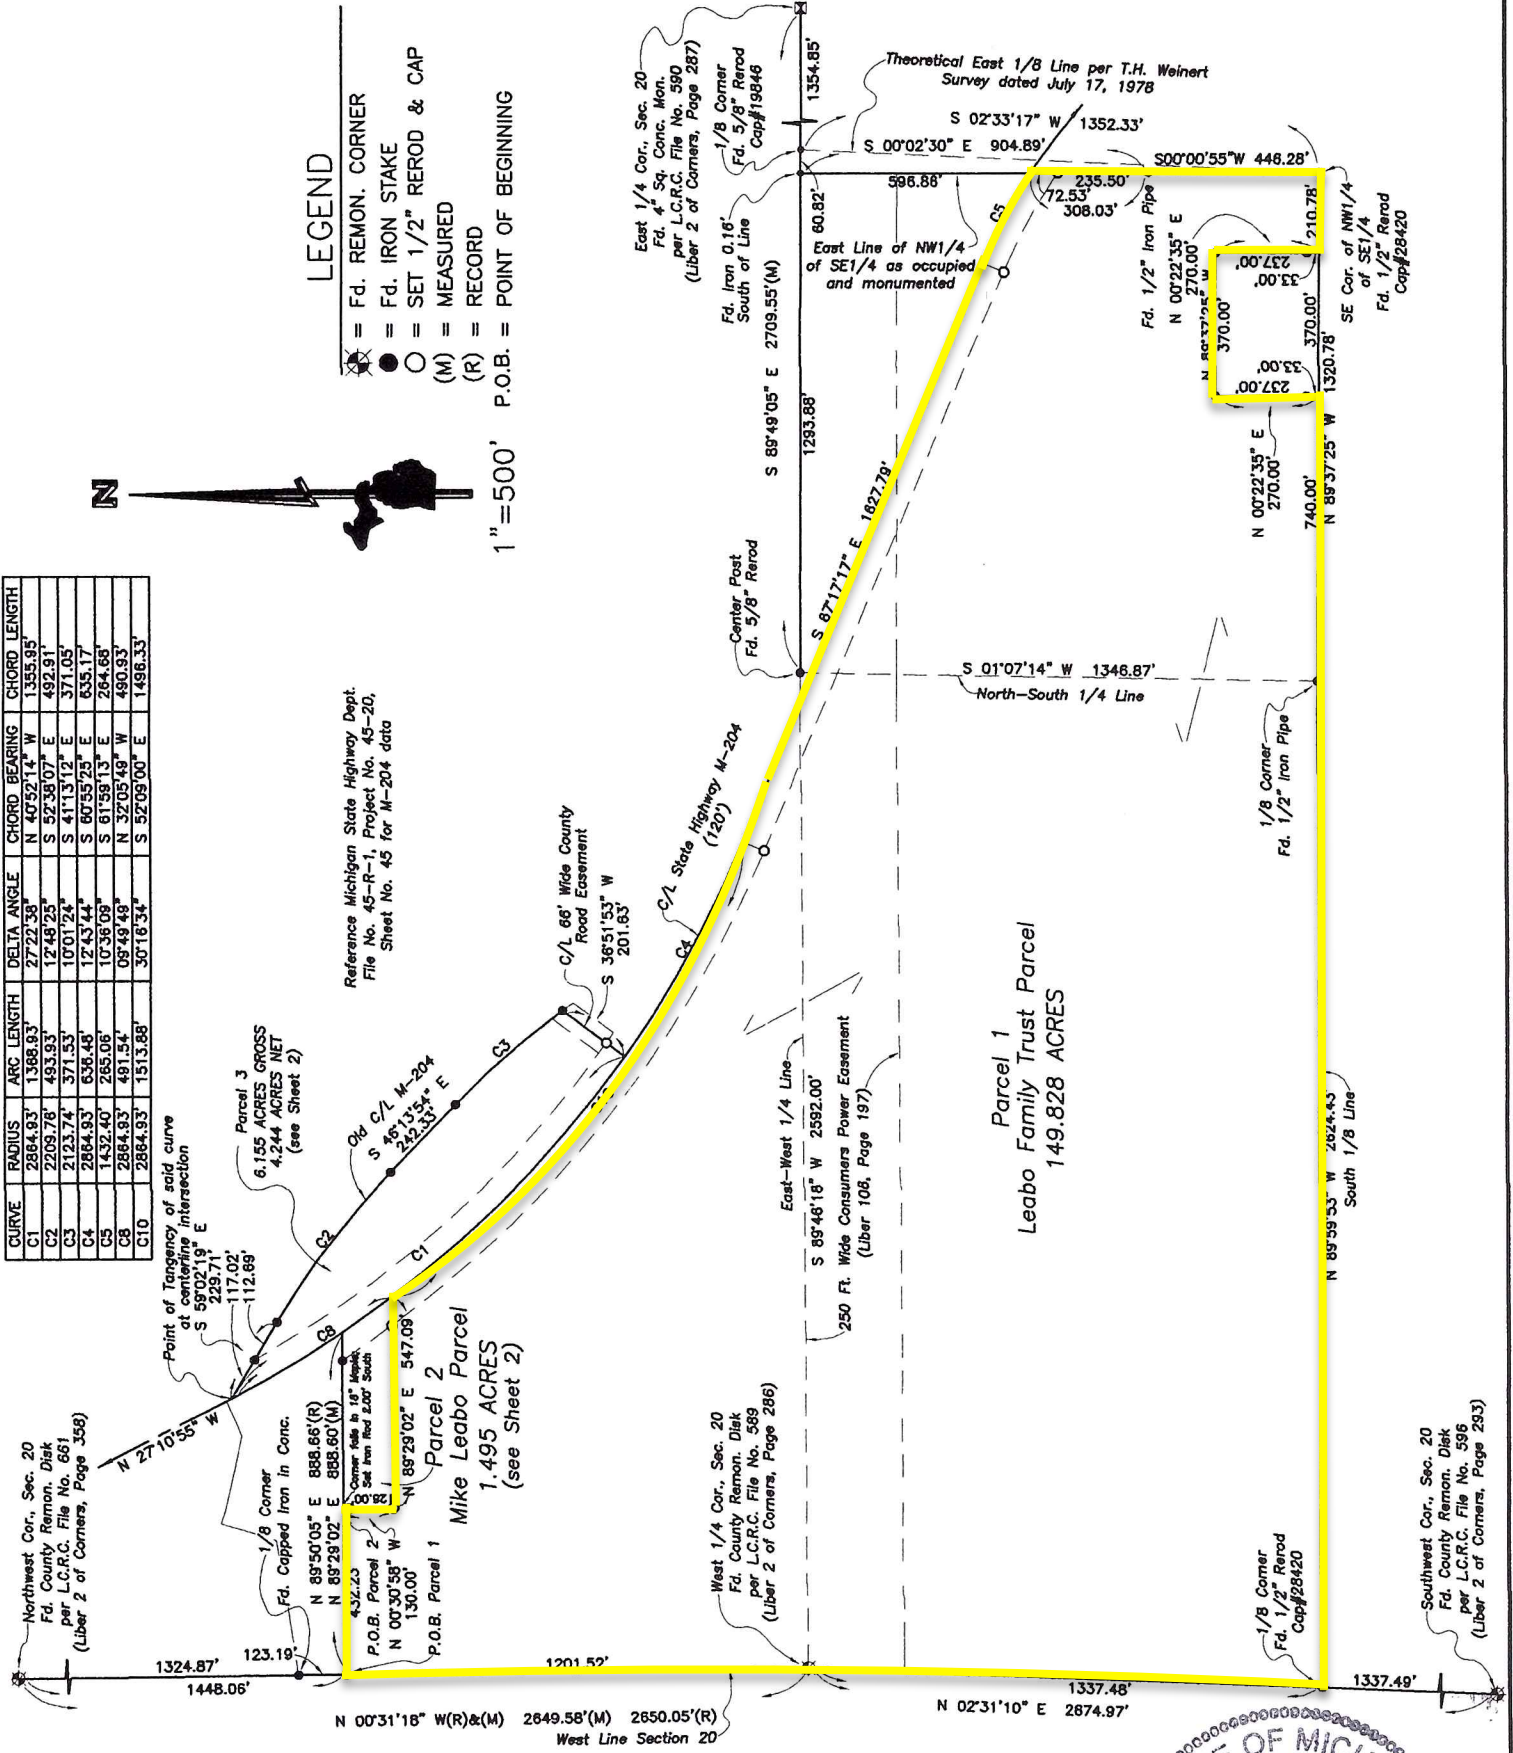 CURVE RADIUS ARC LENGTH DELTA ANGLE CHORD BEARING CHORD LENGTH
C1 2864.93' 1368.93' 27°22'38" N 40°52'14" W 1355.95'
C2 2209.76' 493.93' 12°48'25" S 52°38'07" E 492.91'
C3 2123.74' 371.53' 10°01'24" S 41°13'12" E 371.05'
C4 2864.93' 636.48' 12°43'44" S 60°55'25" E 635.17'
C5 1432.40' 265.06' 10°36'09" S 61°59'13" E 264.68'
C8 2864.93' 491.54' 09°49'49" N 32°05'49" W 490.93'
C10 2864.93' 1513.88' 30°16'34" S 52°09'00" E 1496.33'
N
1"=500'
LEGEND
= Fd. REMON. CORNER
= Fd. IRON STAKE
= SET 1/2" REROD & CAP
(M) = MEASURED
(R) = RECORD
P.O.B. = POINT OF BEGINNING
Northwest Cor., Sec. 20
Fd. County Remon. Disk
per L.C.R.C. File No. 661
(Liber 2 of Corners, Page 358)
N 27°10'55" W
Point of Tangency of said curve
at centerline intersection
S 59°02'19" E
229.71'
117.02'
112.69'
Parcel 3
6.155 ACRES GROSS
4.244 ACRES NET
(see Sheet 2)
Old C/L M-204
S 46°13'54" E
242.33'
C2
C3
C1
C8
C4
C5
Reference Michigan State Highway Dept.
File No. 45-R-1, Project No. 45-20,
Sheet No. 45 for M-204 data
C/L 66' Wide County
Road Easement
S 36°51'53" W
201.63'
C/L State Highway M-204
(120')
1/8 Corner
Fd. Capped Iron in Conc.
N 89°50'05" E 888.66'(R)
N 89°29'02" E 888.60'(M)
432.23'
Corner falls in 18" Maple,
Set Iron Rod 2.00' South
N 89°29'02" E 547.09'
P.O.B. Parcel 2
N 00°30'58" W
130.00'
P.O.B. Parcel 1
Parcel 2
Mike Leabo Parcel
1.495 ACRES
(see Sheet 2)
1324.87'
123.19'
1448.06'
1201.52'
N 00°31'18" W(R)&(M) 2649.58'(M) 2650.05'(R)
West Line Section 20
West 1/4 Cor., Sec. 20
Fd. County Remon. Disk
per L.C.R.C. File No. 589
(Liber 2 of Corners, Page 286)
1337.48'
N 02°31'10" E 2674.97'
1337.49'
1/8 Corner
Fd. 1/2" Rerod
Cap#28420
Southwest Cor., Sec. 20
Fd. County Remon. Disk
per L.C.R.C. File No. 596
(Liber 2 of Corners, Page 293)
East-West 1/4 Line
S 89°46'18" W 2592.00'
250 Ft. Wide Consumers Power Easement
(Liber 108, Page 197)
Parcel 1
Leabo Family Trust Parcel
149.828 ACRES
N 89°59'53" W 2624.43'
South 1/8 Line
Center Post
Fd. 5/8" Rerod
S 01°07'14" W 1346.87'
North-South 1/4 Line
1/8 Corner
Fd. 1/2" Iron Pipe
S 67°17'17" E 1627.79'
S 89°49'05" E 2709.55'(M)
1293.88'
60.82'
1354.85'
East 1/4 Cor., Sec. 20
Fd. 4" Sq. Conc. Mon.
per L.C.R.C. File No. 590
(Liber 2 of Corners, Page 287)
1/8 Corner
Fd. 5/8" Rerod
Cap#19846
Fd. Iron 0.16'
South of Line
Theoretical East 1/8 Line per T.H. Weinert
Survey dated July 17, 1978
S 02°33'17" W 1352.33'
S 00°02'30" E 904.89'
S00°00'55"W 446.28'
596.86'
235.50'
72.53'
308.03'
East Line of NW1/4
of SE1/4 as occupied
and monumented
Fd. 1/2" Iron Pipe
N 00°22'35" E
270.00'
N 89°37'25" W
370.00'
237.00'
33.00'
210.78'
370.00'
237.00'
33.00'
N 00°22'35" E
270.00'
740.00'
N 89°37'25" W 1320.78'
SE Cor. of NW1/4
of SE1/4
Fd. 1/2" Rerod
Cap#28420
OF